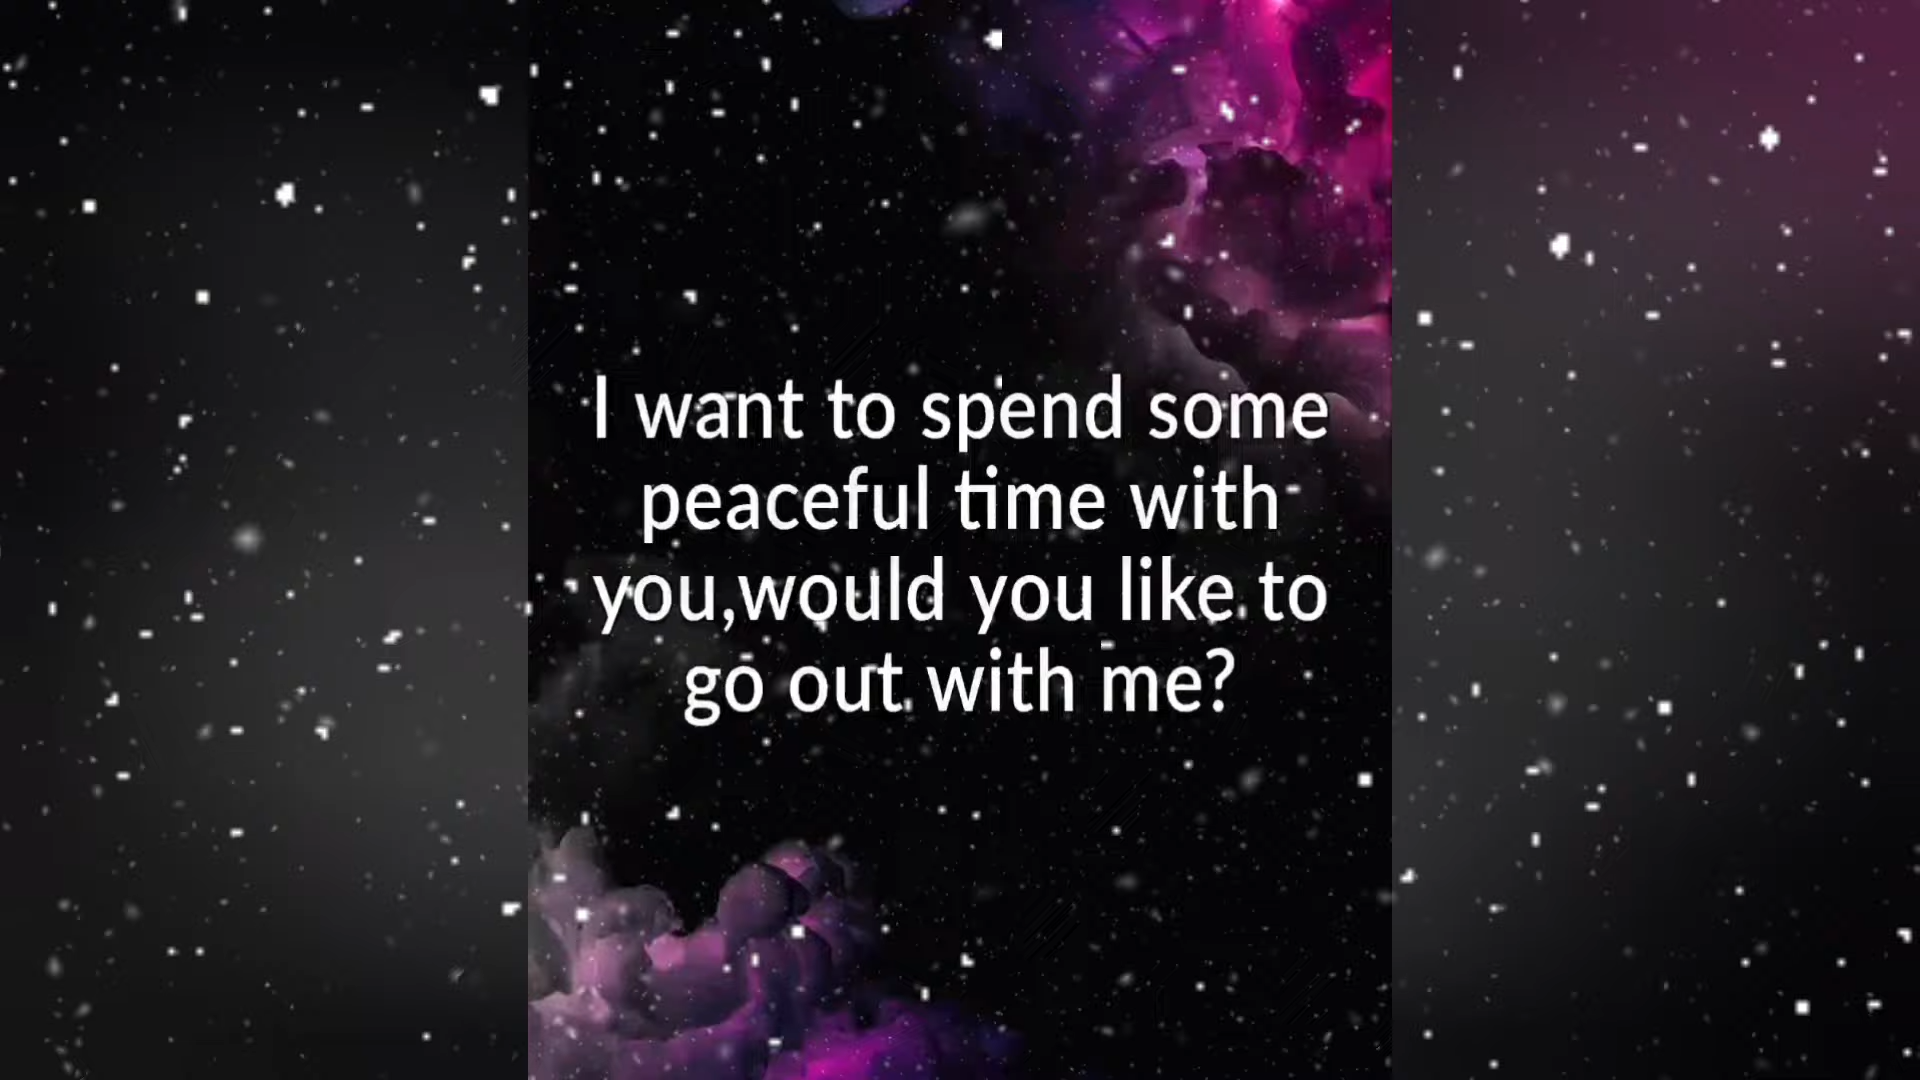 I want to spend some
peaceful time with
you,would you like to
go out with me?